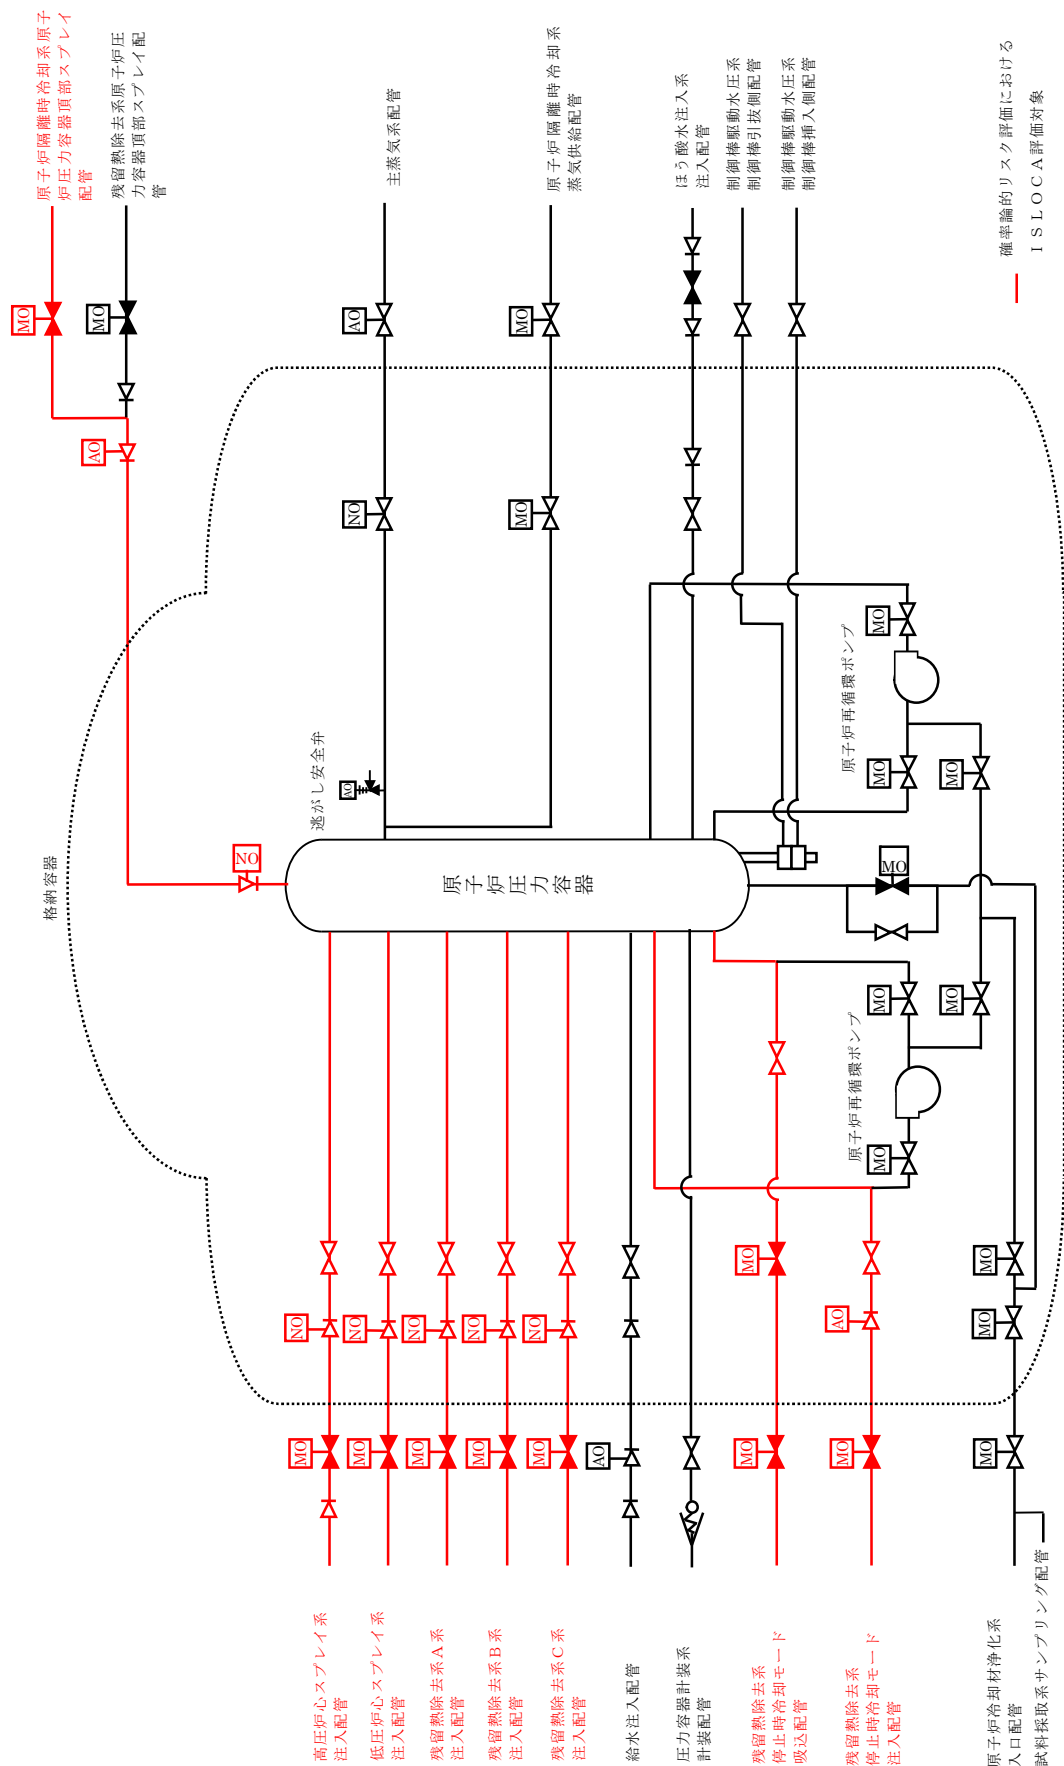 原子炉隔離時冷却系原子
炉圧力容器頂部スプレイ
配管
残留熱除去系原子炉圧
力容器頂部スプレイ配
管
主蒸気系配管
原子炉隔離時冷却系
蒸気供給配管
ほう酸水注入系
注入配管
制御棒駆動水圧系
制御棒引抜側配管
制御棒駆動水圧系
制御棒挿入側配管
確率論的リスク評価における
ISLOCA評価対象
MO
MO
AO
AO
MO
NO
MO
MO
原子炉再循環ポンプ
逃がし安全弁
AO
MO
MO
格納容器
NO
原子炉圧力容器
MO
MO
MO
原子炉再循環ポンプ
MO
NO
NO
NO
NO
NO
MO
AO
MO
MO
MO
MO
MO
MO
MO
AO
MO
MO
MO
高圧炉心スプレイ系
注入配管
低圧炉心スプレイ系
注入配管
残留熱除去系A系
注入配管
残留熱除去系B系
注入配管
残留熱除去系C系
注入配管
給水注入配管
圧力容器計装系
計装配管
残留熱除去系
停止時冷却モード
吸込配管
残留熱除去系
停止時冷却モード
注入配管
原子炉冷却材浄化系
入口配管
試料採取系サンプリング配管